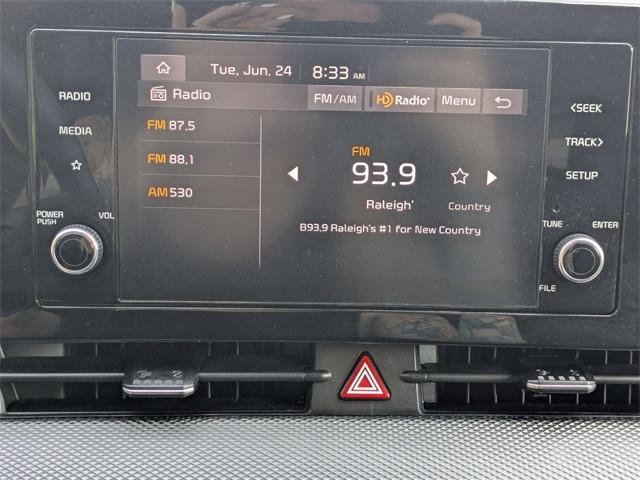 Tue, Jun. 24 8:33 AM
Radio FM/AM HD Radio Menu
FM 87.5
FM 88.1
AM 530
FM
93.9
Raleigh'
Country
B93.9 Raleigh's #1 for New Country
RADIO
MEDIA
POWER
PUSH
VOL
<SEEK
TRACK>
SETUP
TUNE
ENTER
FILE